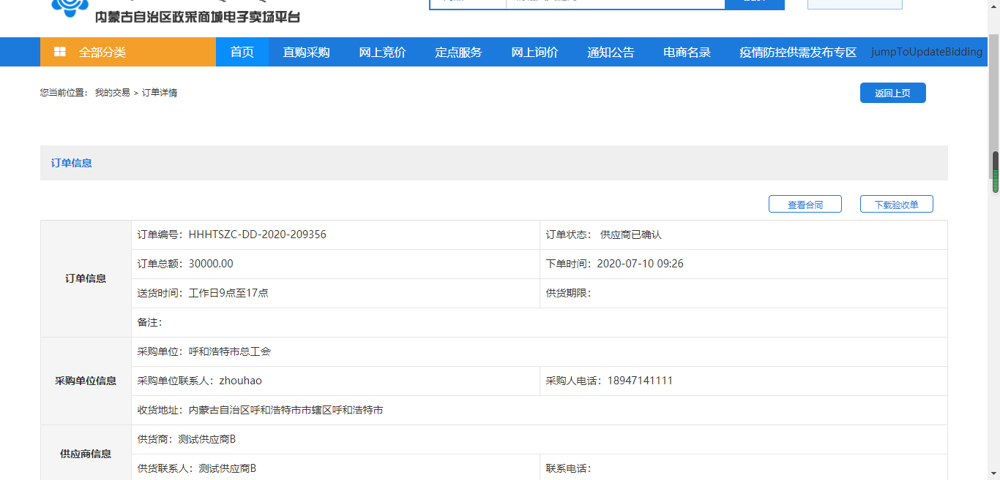 内蒙古自治区政采商城电子卖场平台
全部分类 首页 直购采购 网上竞价 定点服务 网上询价 通知公告 电商名录 疫情防控供需发布专区 jumpToUpdateBidding
您当前位置: 我的交易 > 订单详情 返回上页
订单信息
查看合同 下载验收单
订单编号: HHHTSZC-DD-2020-209356 订单状态: 供应商已确认
订单总额: 30000.00 下单时间: 2020-07-10 09:26
订单信息
送货时间: 工作日9点至17点 供货期限:
备注:
采购单位: 呼和浩特市总工会
采购单位信息 采购单位联系人: zhouhao 采购人电话: 18947141111
收货地址: 内蒙古自治区呼和浩特市市辖区呼和浩特市
供货商: 测试供应商B
供应商信息
供货联系人: 测试供应商B 联系电话: